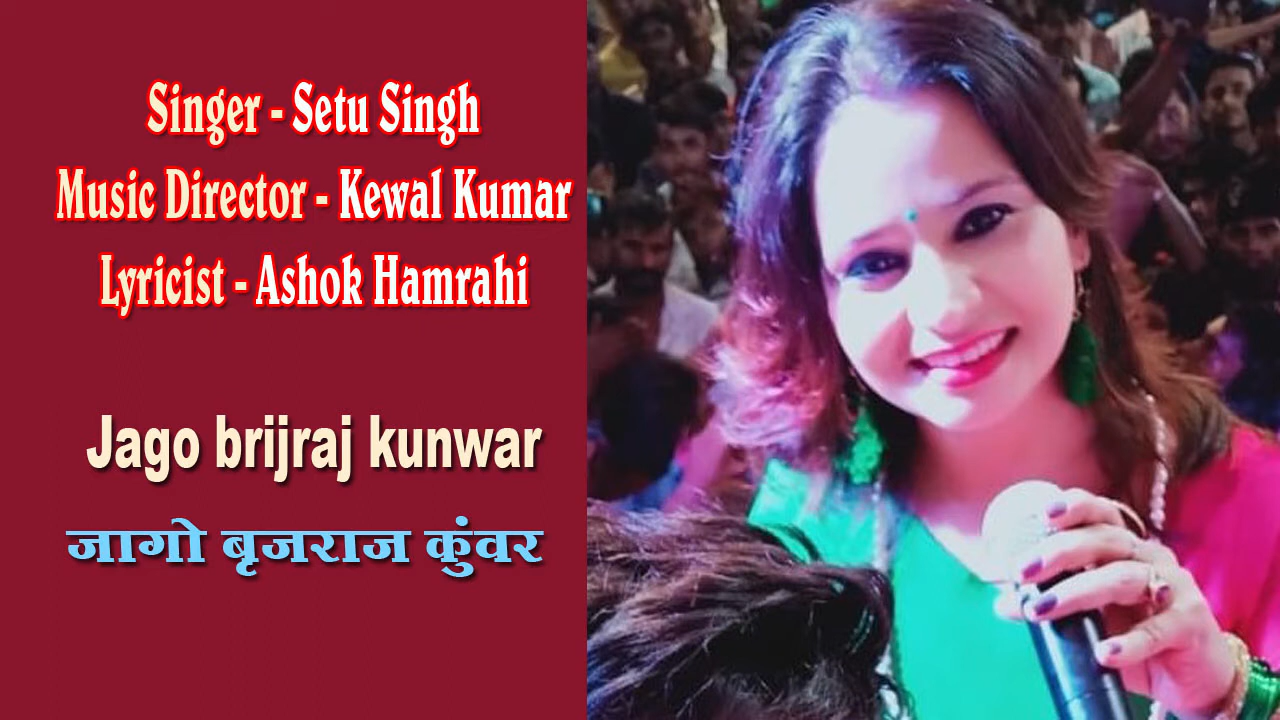 Singer - Setu Singh
Music Director - Kewal Kumar
Lyricist - Ashok Hamrahi
Jago brijraj kunwar
जागो बृजराज कुंवर